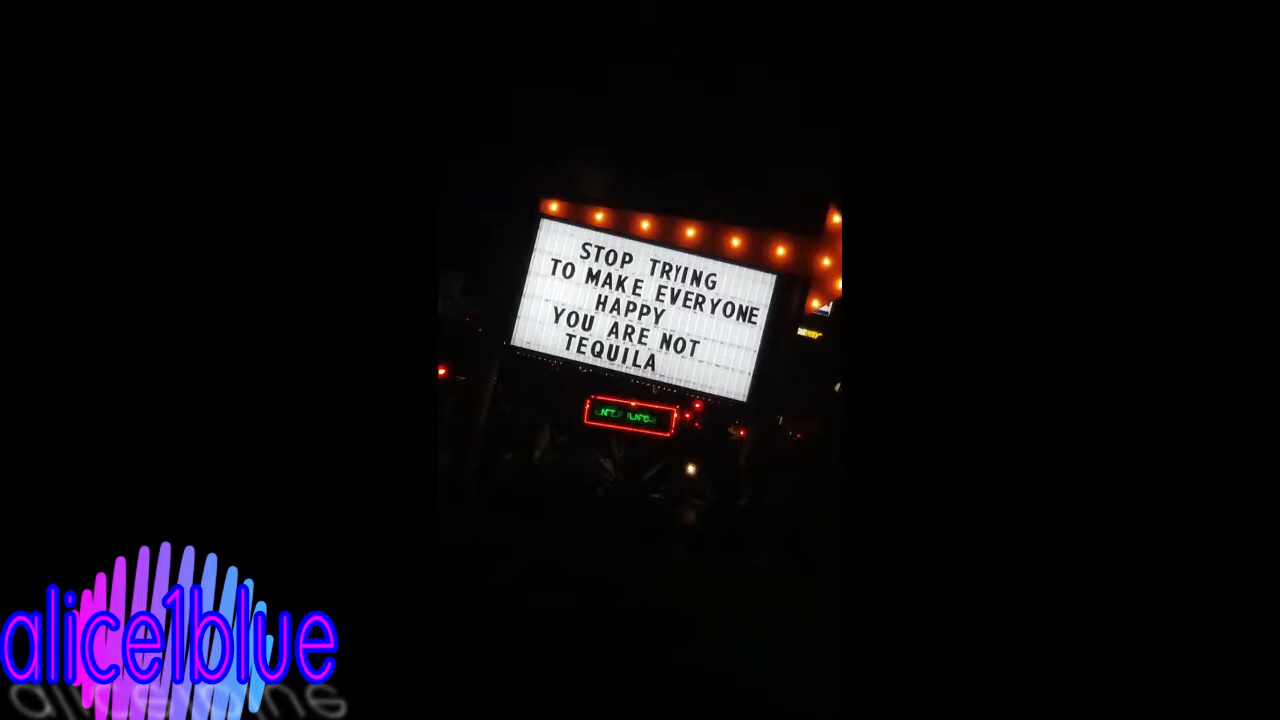 STOP TRYING
TO MAKE EVERYONE
HAPPY
YOU ARE NOT
TEQUILA
alice1blue